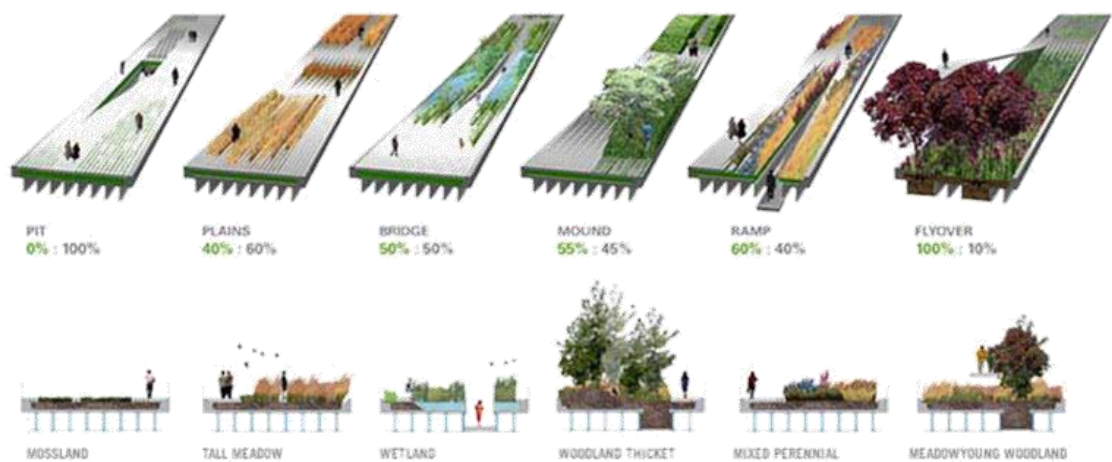 PIT
0% : 100%
PLAINS
40% : 60%
BRIDGE
50% : 50%
MOUND
55% : 45%
RAMP
60% : 40%
FLYOVER
100% : 10%
MOSSLAND
TALL MEADOW
WETLAND
WOODLAND THICKET
MIXED PERENNIAL
MEADOWYOUNG WOODLAND